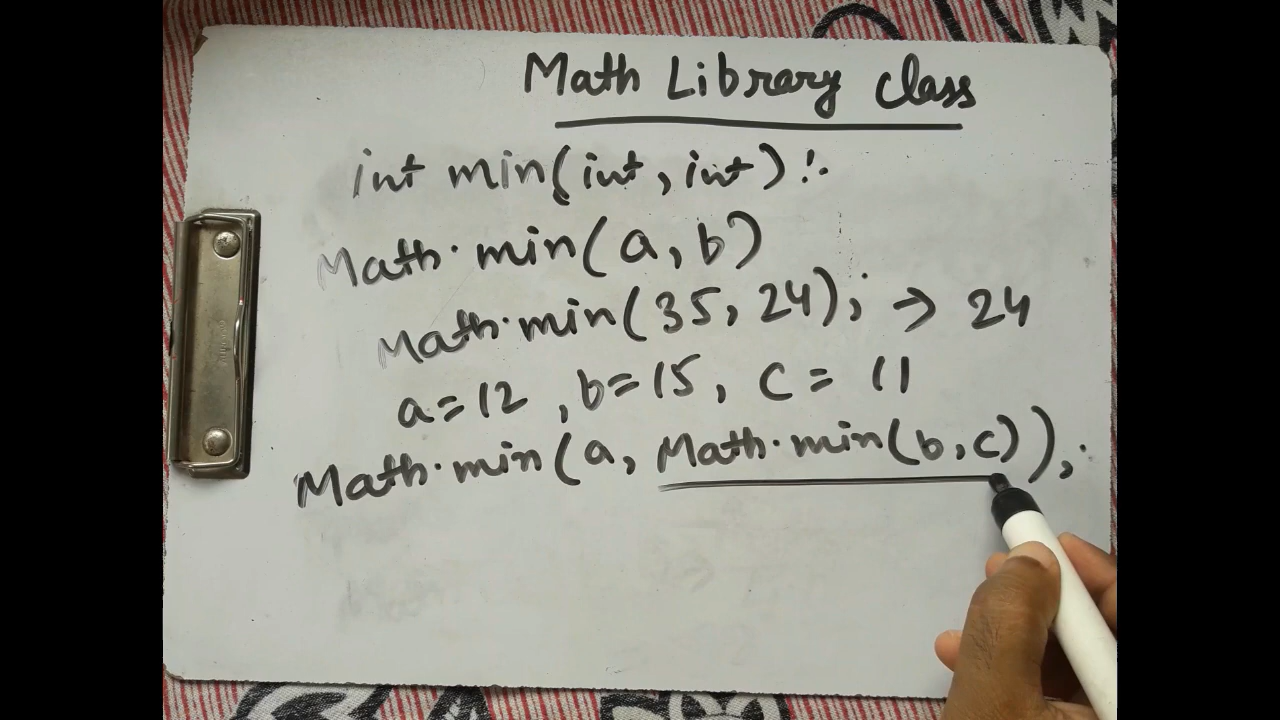 Math Library class
int min(int, int) :-
Math.min(a, b)
Math.min(35, 24); → 24
a=12, b=15, c = 11
Math.min(a, Math.min(b,c));